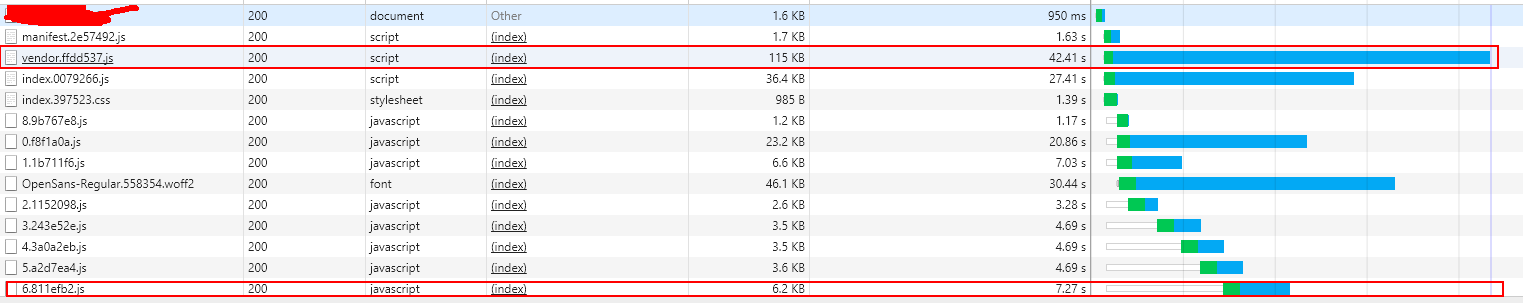 200 document Other 1.6 KB 950 ms
manifest.2e57492.js 200 script (index) 1.7 KB 1.63 s
vendor.ffdd537.js 200 script (index) 115 KB 42.41 s
index.0079266.js 200 script (index) 36.4 KB 27.41 s
index.397523.css 200 stylesheet (index) 985 B 1.39 s
8.9b767e8.js 200 javascript (index) 1.2 KB 1.17 s
0.f8f1a0a.js 200 javascript (index) 23.2 KB 20.86 s
1.1b711f6.js 200 javascript (index) 6.6 KB 7.03 s
OpenSans-Regular.558354.woff2 200 font (index) 46.1 KB 30.44 s
2.1152098.js 200 javascript (index) 2.6 KB 3.28 s
3.243e52e.js 200 javascript (index) 3.5 KB 4.69 s
4.3a0a2eb.js 200 javascript (index) 3.5 KB 4.69 s
5.a2d7ea4.js 200 javascript (index) 3.6 KB 4.69 s
6.811efb2.js 200 javascript (index) 6.2 KB 7.27 s